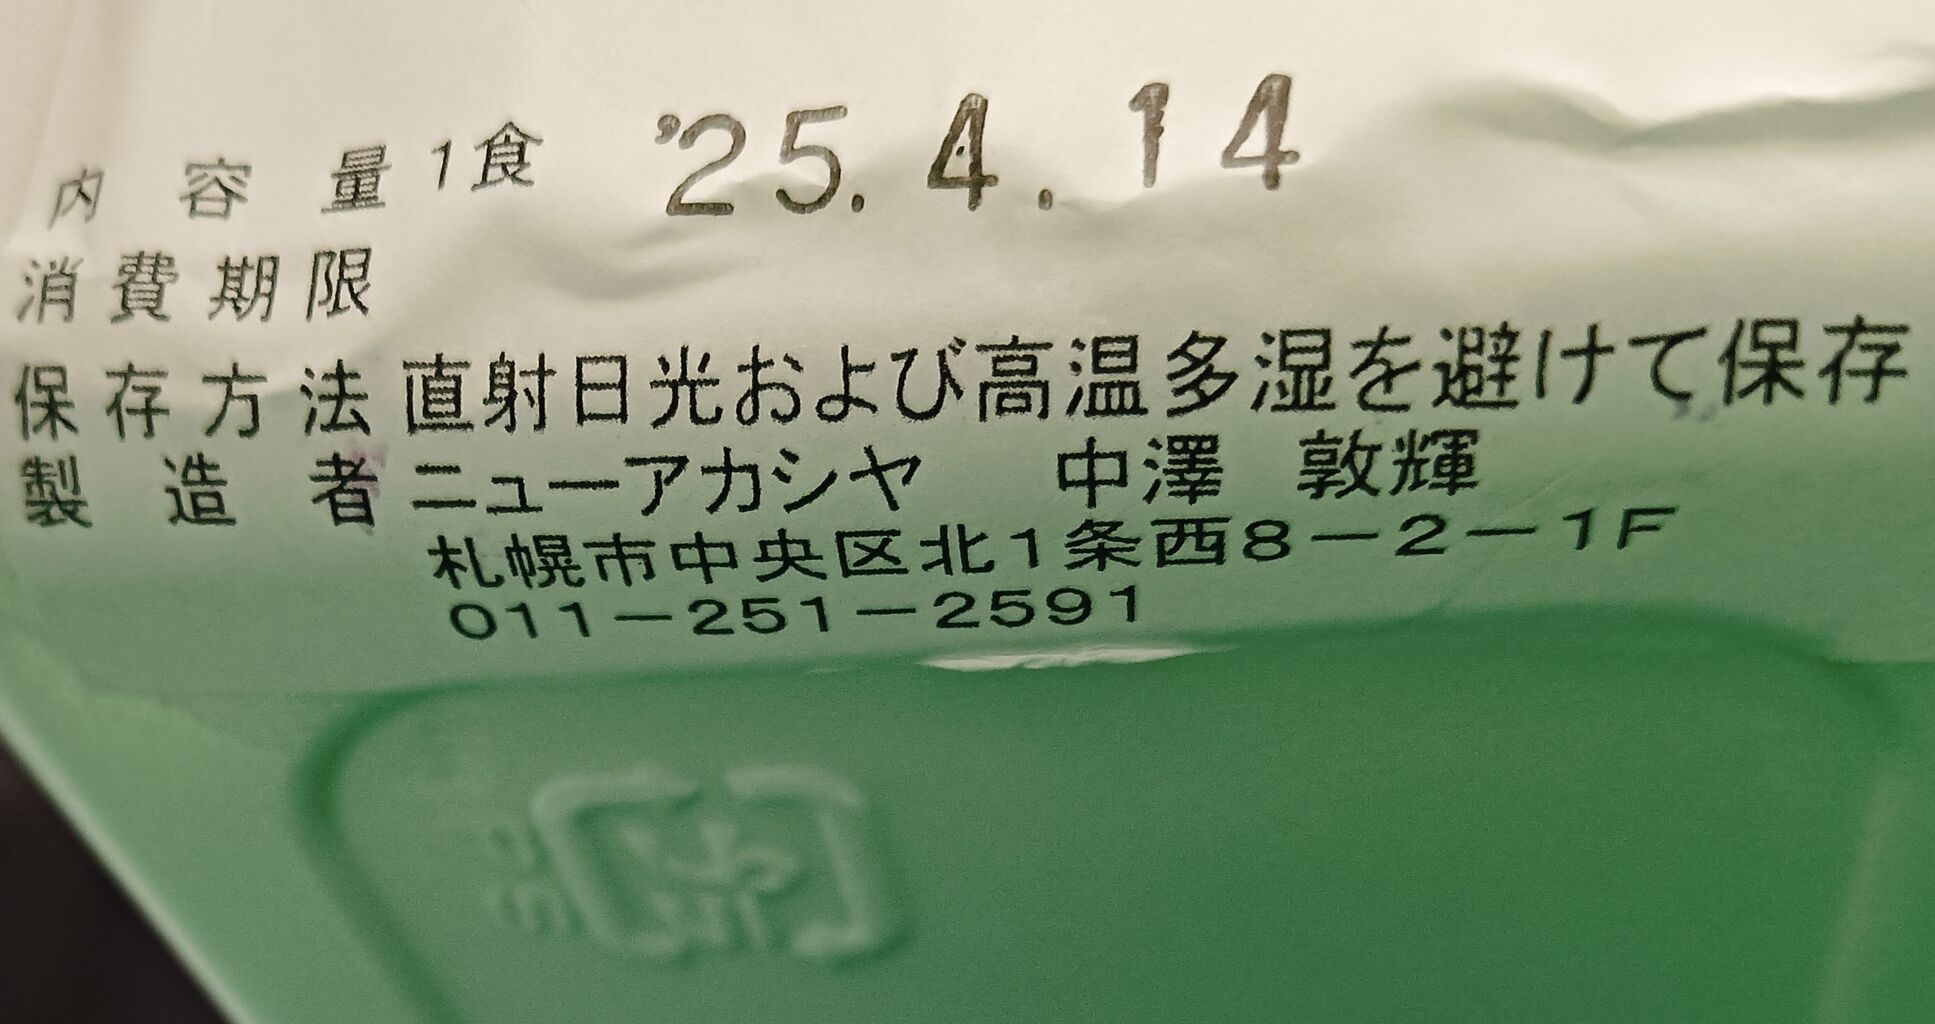 内容量 1食 '25. 4. 14
消費期限
保存方法 直射日光および高温多湿を避けて保存
製造者 ニューアカシヤ 中澤 敦輝
札幌市中央区北1条西8－2－1F
011－251－2591